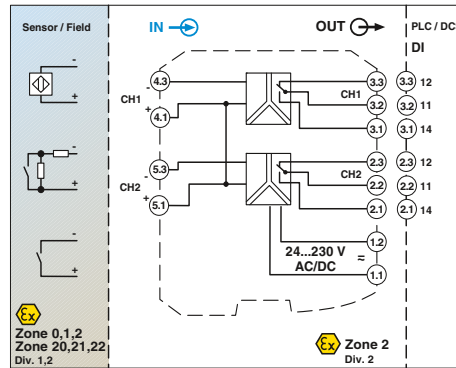 Sensor / Field
IN
OUT
PLC / DCS
DI
-
+
-
+
-
+
4.3
-
CH1
+
4.1
5.3
-
CH2
+
5.1
3.3
CH1
3.2
3.1
2.3
CH2
2.2
2.1
1.2
24...230 V
AC/DC
≈
1.1
3.3 12
3.2 11
3.1 14
2.3 12
2.2 11
2.1 14
Ex
Zone 0,1,2
Zone 20,21,22
Div. 1,2
Ex
Zone 2
Div. 2